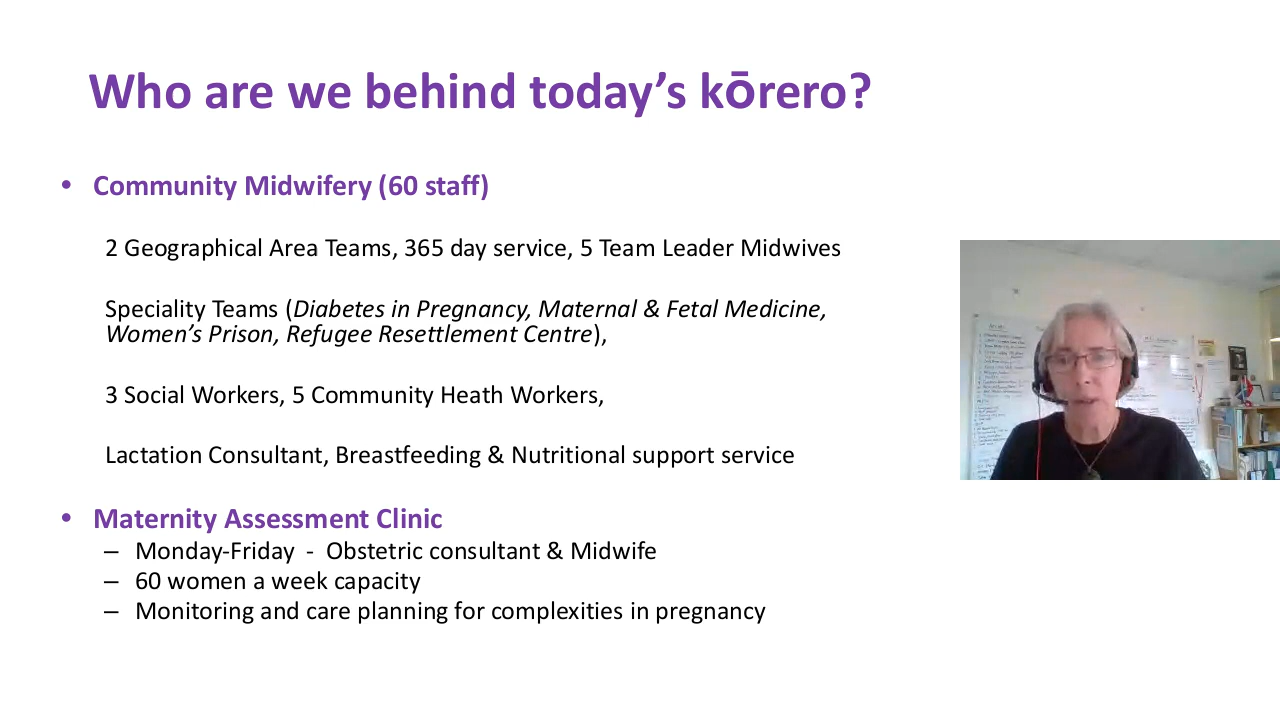 Who are we behind today's kōrero?
• Community Midwifery (60 staff)
2 Geographical Area Teams, 365 day service, 5 Team Leader Midwives
Speciality Teams (Diabetes in Pregnancy, Maternal & Fetal Medicine,
Women's Prison, Refugee Resettlement Centre),
3 Social Workers, 5 Community Heath Workers,
Lactation Consultant, Breastfeeding & Nutritional support service
• Maternity Assessment Clinic
– Monday-Friday - Obstetric consultant & Midwife
– 60 women a week capacity
– Monitoring and care planning for complexities in pregnancy